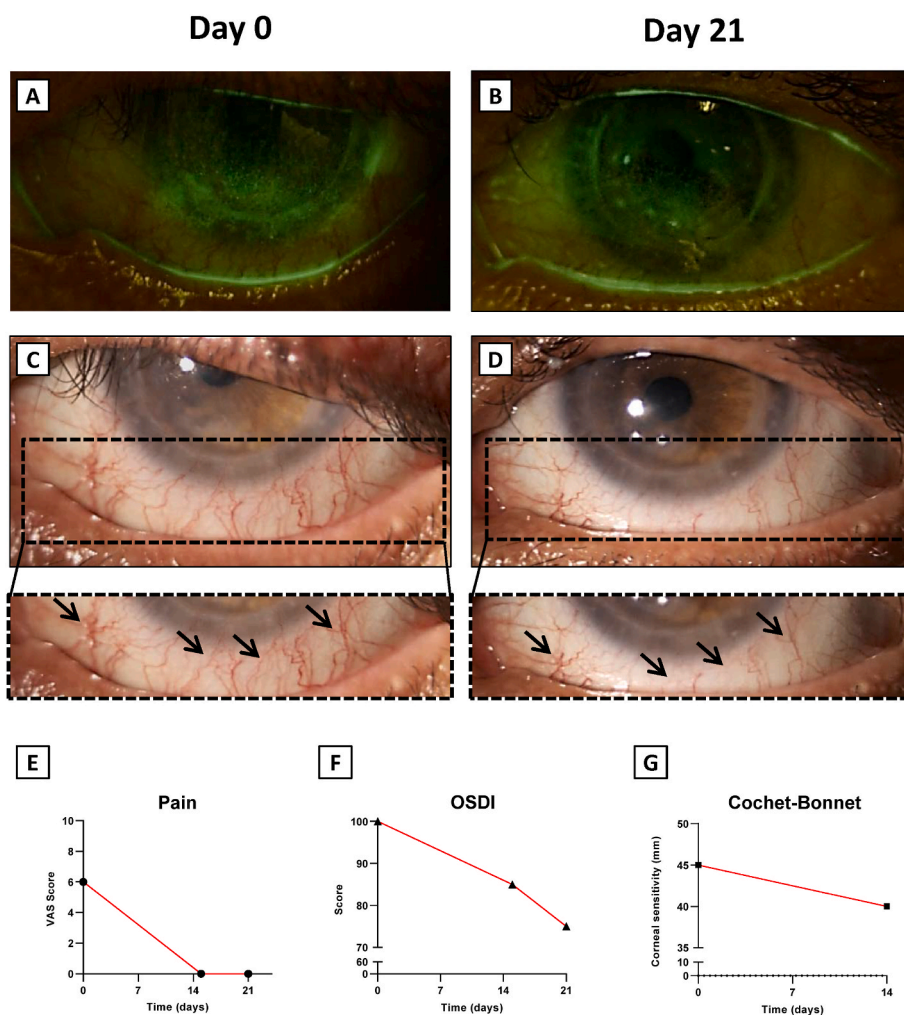 Day 0
Day 21
A
B
C
D
E
F
G
Pain
OSDI
Cochet-Bonnet
VAS Score
10
8
6
4
2
0
0
7
14
21
Time (days)
Score
100
90
80
70
60
0
0
7
14
21
Time (days)
Corneal sensitivity (mm)
50
45
40
35
10
0
0
7
14
Time (days)